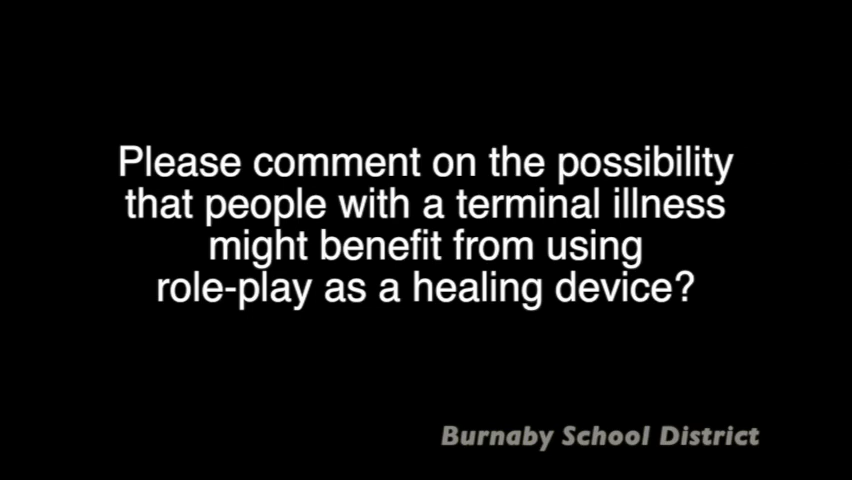 Please comment on the possibility
that people with a terminal illness
might benefit from using
role-play as a healing device?
Burnaby School District